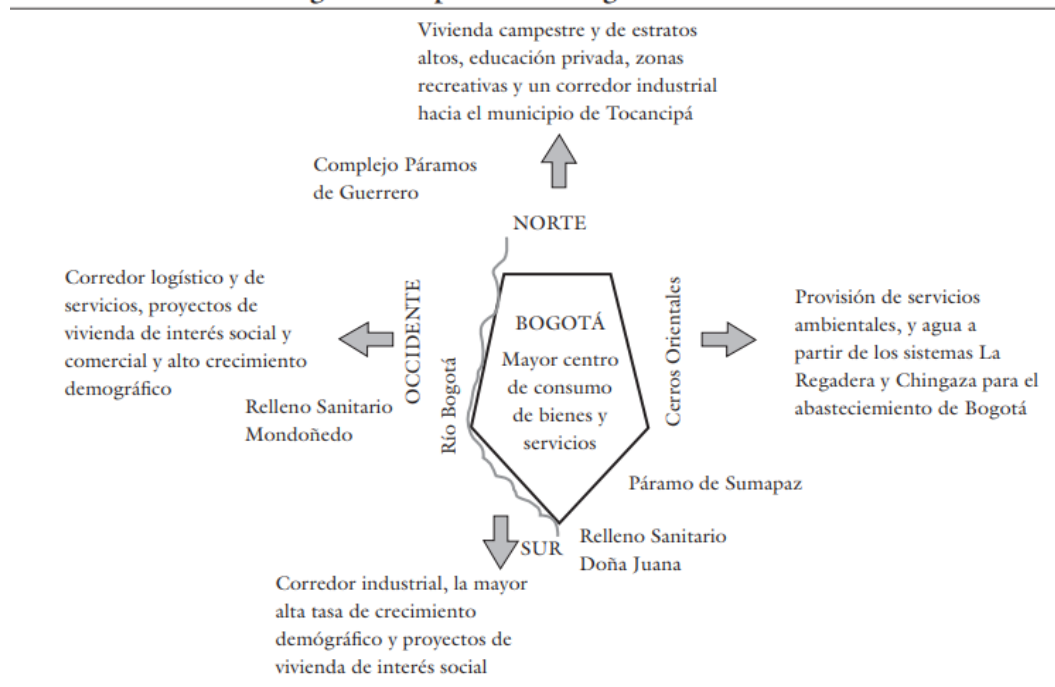 Vivienda campestre y de estratos
altos, educación privada, zonas
recreativas y un corredor industrial
hacia el municipio de Tocancipá
Complejo Páramos
de Guerrero
NORTE
Corredor logístico y de
servicios, proyectos de
vivienda de interés social y
comercial y alto crecimiento
demográfico
OCCIDENTE
Relleno Sanitario
Mondoñedo
Río Bogotá
BOGOTÁ
Mayor centro
de consumo
de bienes y
servicios
Cerros Orientales
Provisión de servicios
ambientales, y agua a
partir de los sistemas La
Regadera y Chingaza para el
abasteciemiento de Bogotá
Páramo de Sumapaz
SUR
Relleno Sanitario
Doña Juana
Corredor industrial, la mayor
alta tasa de crecimiento
demógráfico y proyectos de
vivienda de interés social